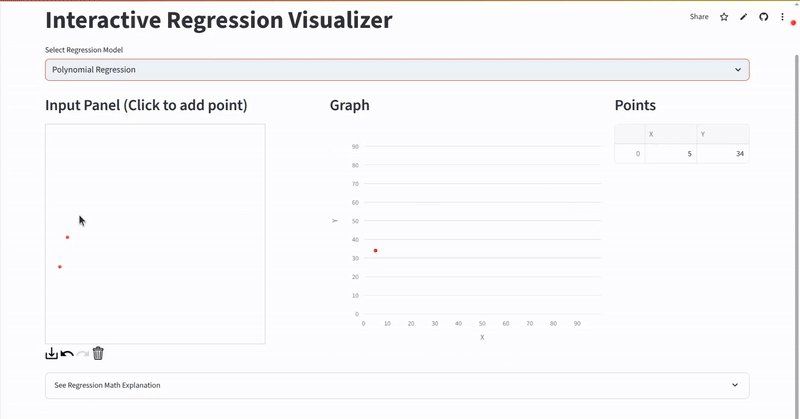 Interactive Regression Visualizer
Share
Select Regression Model
Polynomial Regression
Input Panel (Click to add point)
Graph
90
80
70
60
50
40
30
20
10
0
Y
0 10 20 30 40 50 60 70 80 90
X
Points
X Y
0 5 34
See Regression Math Explanation